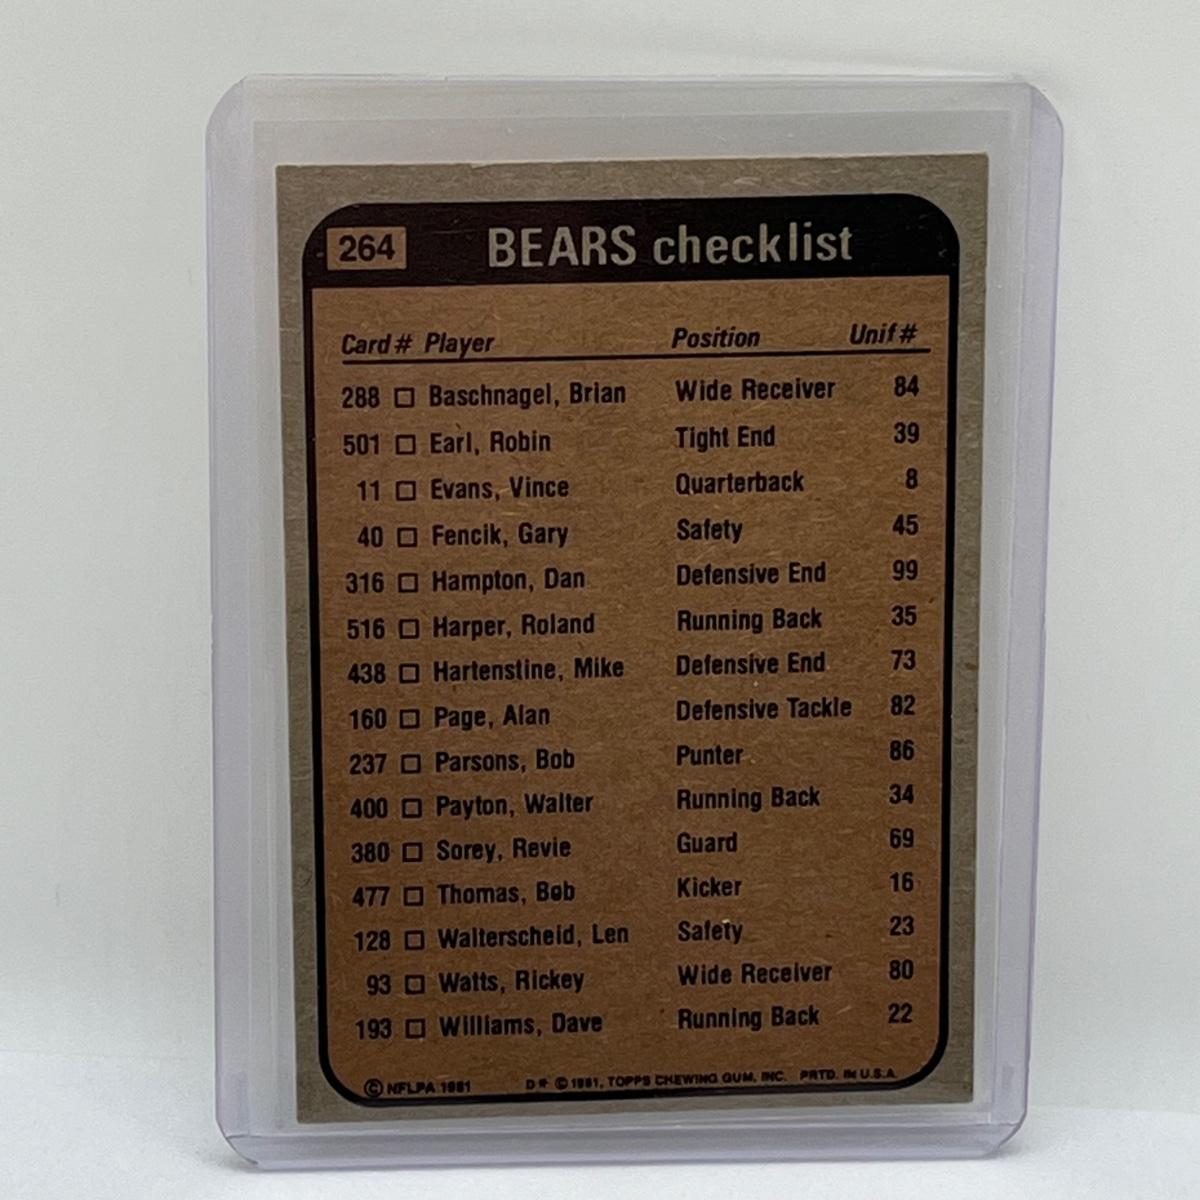 264 BEARS checklist
Card # Player Position Unif #
288 □ Baschnagel, Brian Wide Receiver 84
501 □ Earl, Robin Tight End 39
11 □ Evans, Vince Quarterback 8
40 □ Fencik, Gary Safety 45
316 □ Hampton, Dan Defensive End 99
516 □ Harper, Roland Running Back 35
438 □ Hartenstine, Mike Defensive End 73
160 □ Page, Alan Defensive Tackle 82
237 □ Parsons, Bob Punter 86
400 □ Payton, Walter Running Back 34
380 □ Sorey, Revie Guard 69
477 □ Thomas, Bob Kicker 16
128 □ Walterscheid, Len Safety 23
93 □ Watts, Rickey Wide Receiver 80
193 □ Williams, Dave Running Back 22
© NFLPA 1981 D* © 1981, TOPPS CHEWING GUM, INC. PRTD. IN U.S.A.